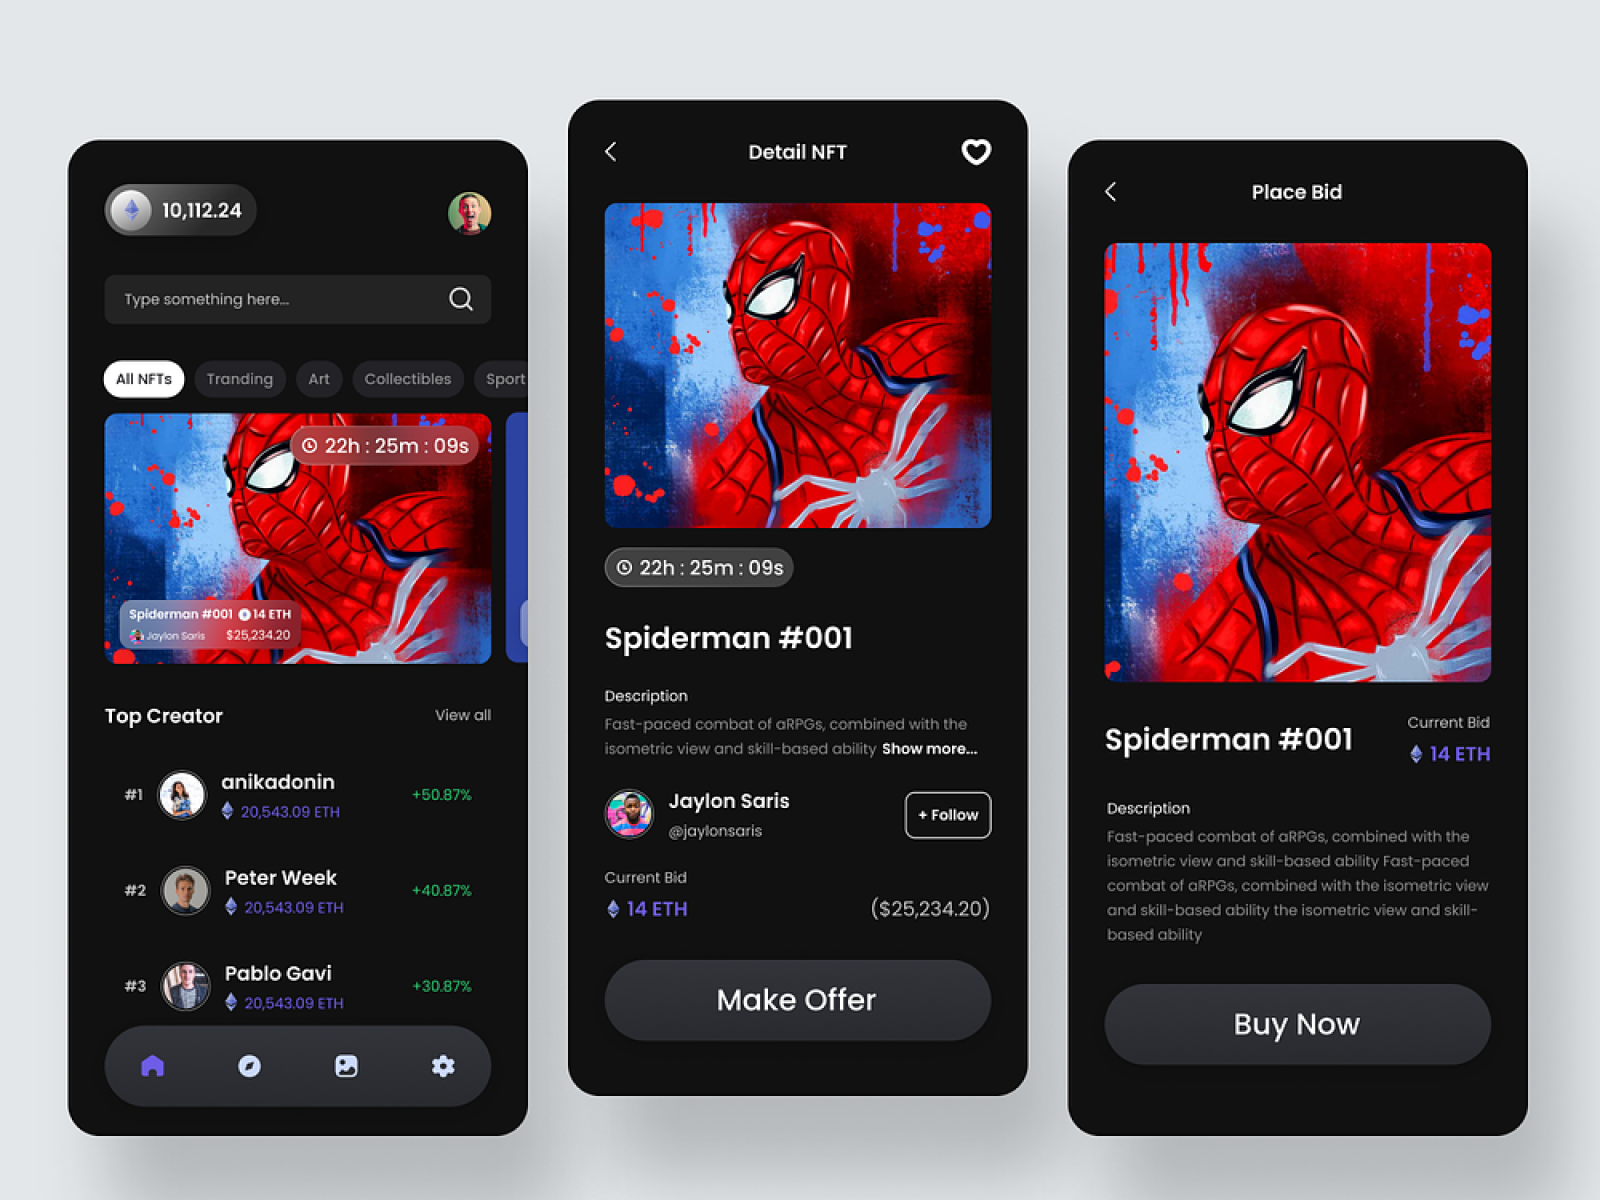 10,112.24
Type something here...
All NFTs
Tranding
Art
Collectibles
Sport
22h : 25m : 09s
Spiderman #001 14 ETH
Jaylon Saris $25,234.20
Top Creator
View all
#1
anikadonin
20,543.09 ETH
+50.87%
#2
Peter Week
20,543.09 ETH
+40.87%
#3
Pablo Gavi
20,543.09 ETH
+30.87%
Detail NFT
22h : 25m : 09s
Spiderman #001
Description
Fast-paced combat of aRPGs, combined with the
isometric view and skill-based ability Show more...
Jaylon Saris
@jaylonsaris
+ Follow
Current Bid
14 ETH
($25,234.20)
Make Offer
Place Bid
Spiderman #001
Current Bid
14 ETH
Description
Fast-paced combat of aRPGs, combined with the
isometric view and skill-based ability Fast-paced
combat of aRPGs, combined with the isometric view
and skill-based ability the isometric view and skill-
based ability
Buy Now